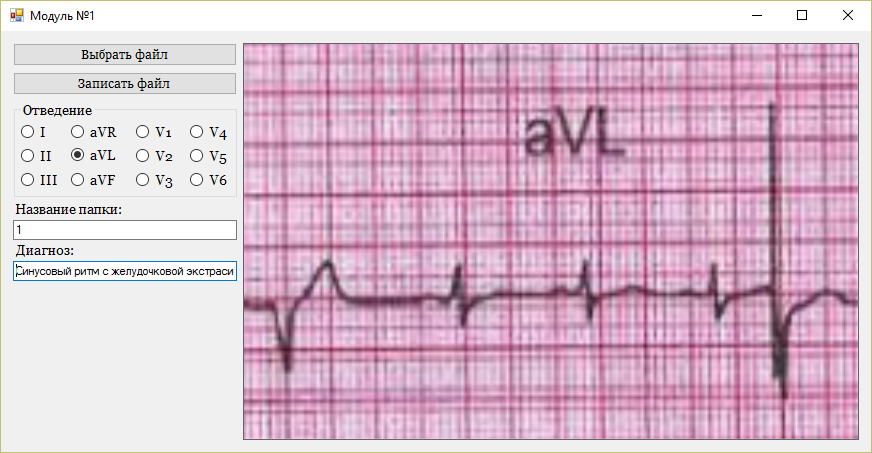 Модуль №1
Выбрать файл
Записать файл
Отведение
I aVR V1 V4
II aVL V2 V5
III aVF V3 V6
Название папки:
1
Диагноз:
Синусовый ритм с желудочковой экстраси
aVL